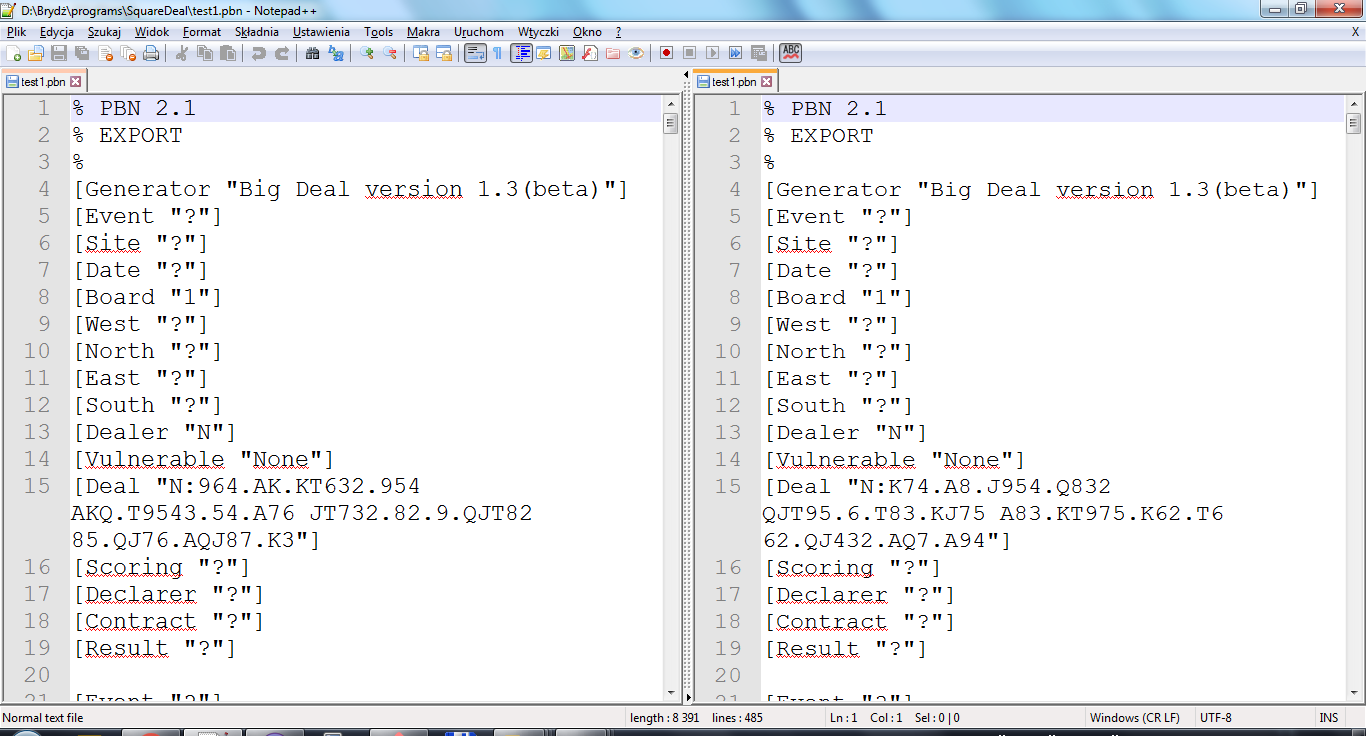 D:\Brydz\programs\SquareDeal\test1.pbn - Notepad++
Plik Edycja Szukaj Widok Format Składnia Ustawienia Tools Makra Uruchom Wtyczki Okno ? X
ABC
test1.pbn
1 % PBN 2.1
2 % EXPORT
3 %
4 [Generator "Big Deal version 1.3(beta)"]
5 [Event "?"]
6 [Site "?"]
7 [Date "?"]
8 [Board "1"]
9 [West "?"]
10 [North "?"]
11 [East "?"]
12 [South "?"]
13 [Dealer "N"]
14 [Vulnerable "None"]
15 [Deal "N:964.AK.KT632.954
AKQ.T9543.54.A76 JT732.82.9.QJT82
85.QJ76.AQJ87.K3"]
16 [Scoring "?"]
17 [Declarer "?"]
18 [Contract "?"]
19 [Result "?"]
20
21 [Event "?"]
test1.pbn
1 % PBN 2.1
2 % EXPORT
3 %
4 [Generator "Big Deal version 1.3(beta)"]
5 [Event "?"]
6 [Site "?"]
7 [Date "?"]
8 [Board "1"]
9 [West "?"]
10 [North "?"]
11 [East "?"]
12 [South "?"]
13 [Dealer "N"]
14 [Vulnerable "None"]
15 [Deal "N:K74.A8.J954.Q832
QJT95.6.T83.KJ75 A83.KT975.K62.T6
62.QJ432.AQ7.A94"]
16 [Scoring "?"]
17 [Declarer "?"]
18 [Contract "?"]
19 [Result "?"]
20
21 [Event "?"]
Normal text file length : 8 391 lines : 485 Ln : 1 Col : 1 Sel : 0 | 0 Windows (CR LF) UTF-8 INS